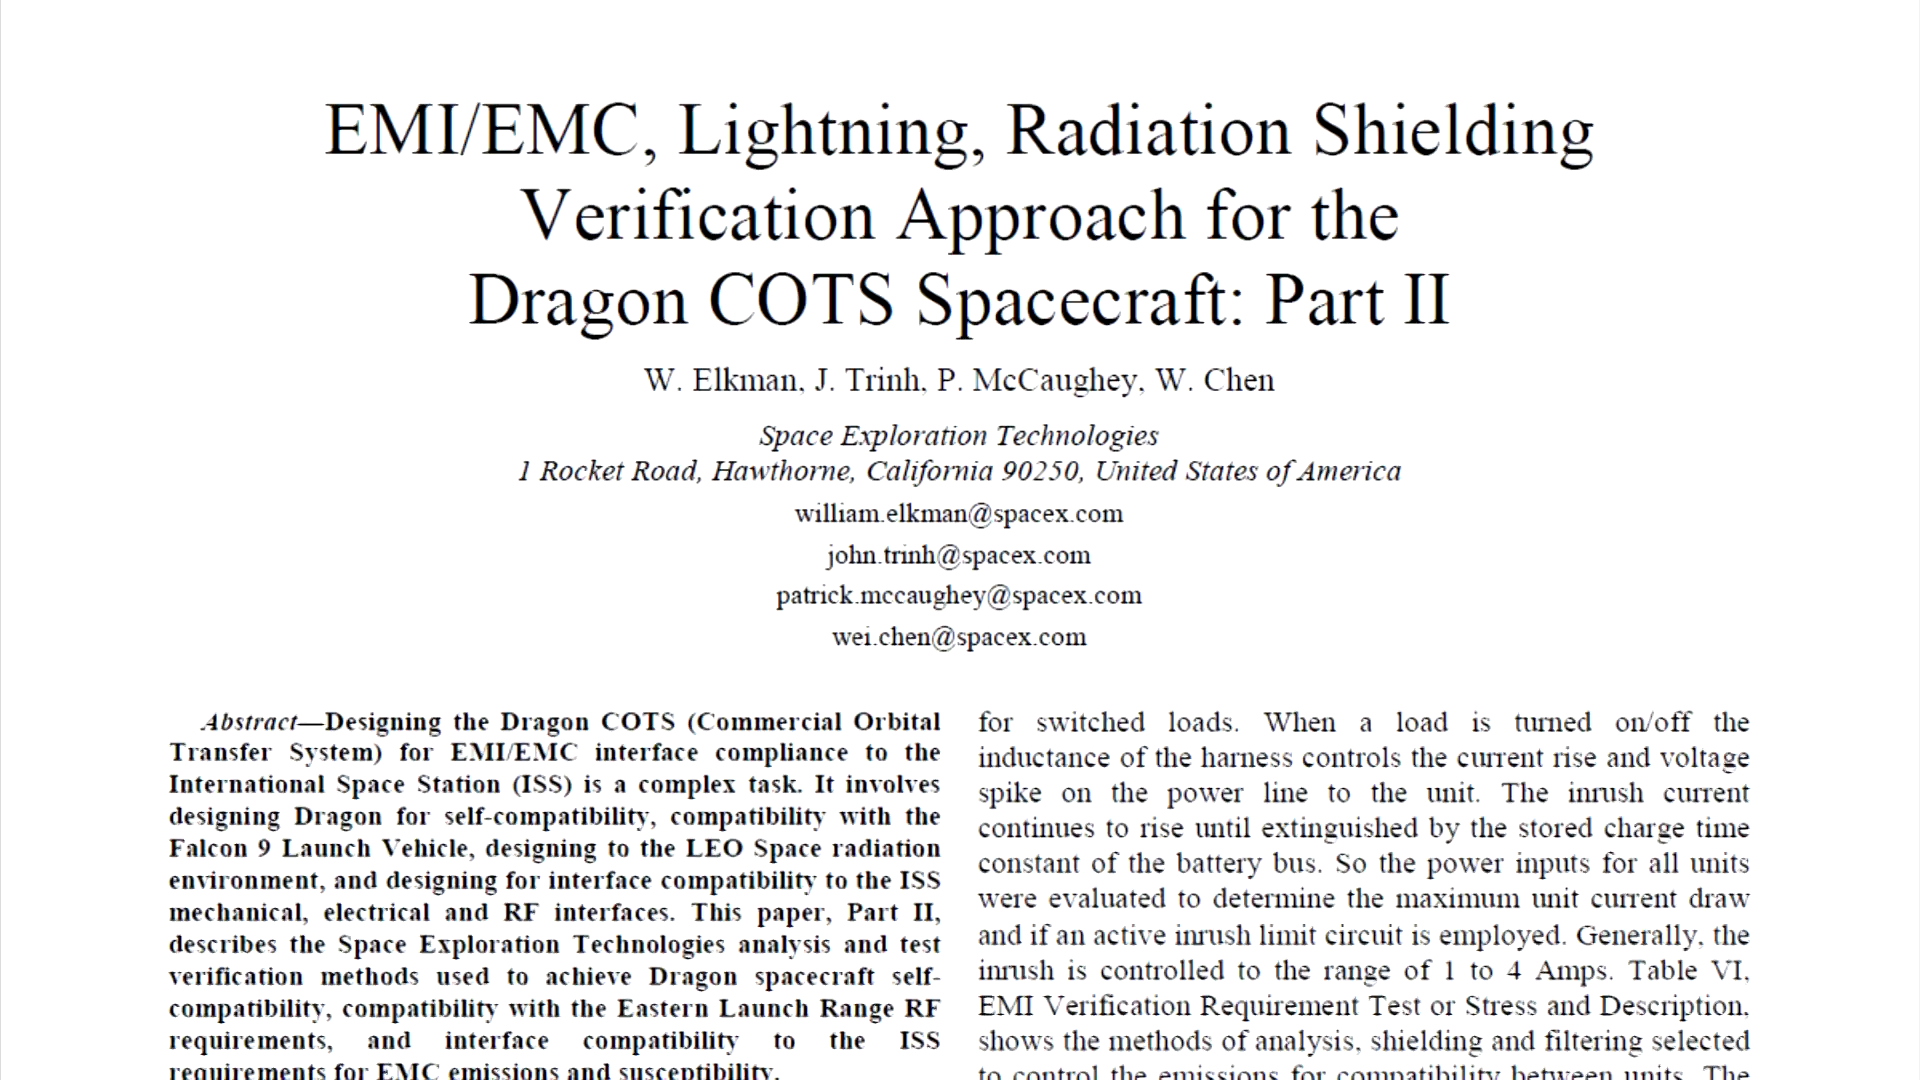 EMI/EMC, Lightning, Radiation Shielding
Verification Approach for the
Dragon COTS Spacecraft: Part II
W. Elkman, J. Trinh, P. McCaughey, W. Chen
Space Exploration Technologies
1 Rocket Road, Hawthorne, California 90250, United States of America
william.elkman@spacex.com
john.trinh@spacex.com
patrick.mccaughey@spacex.com
wei.chen@spacex.com
Abstract—Designing the Dragon COTS (Commercial Orbital
Transfer System) for EMI/EMC interface compliance to the
International Space Station (ISS) is a complex task. It involves
designing Dragon for self-compatibility, compatibility with the
Falcon 9 Launch Vehicle, designing to the LEO Space radiation
environment, and designing for interface compatibility to the ISS
mechanical, electrical and RF interfaces. This paper, Part II,
describes the Space Exploration Technologies analysis and test
verification methods used to achieve Dragon spacecraft self-
compatibility, compatibility with the Eastern Launch Range RF
requirements, and interface compatibility to the ISS
requirements for EMC emissions and susceptibility.
for switched loads. When a load is turned on/off the
inductance of the harness controls the current rise and voltage
spike on the power line to the unit. The inrush current
continues to rise until extinguished by the stored charge time
constant of the battery bus. So the power inputs for all units
were evaluated to determine the maximum unit current draw
and if an active inrush limit circuit is employed. Generally, the
inrush is controlled to the range of 1 to 4 Amps. Table VI,
EMI Verification Requirement Test or Stress and Description,
shows the methods of analysis, shielding and filtering selected
to control the emissions for compatibility between units. The